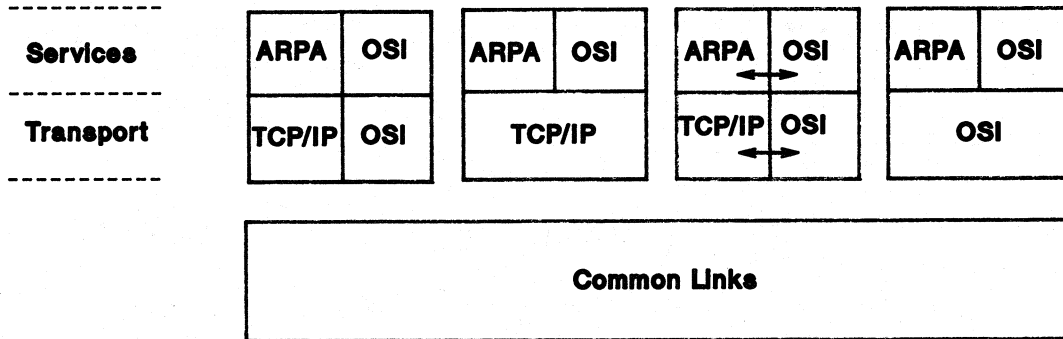 Services ARPA OSI ARPA OSI ARPA OSI ARPA OSI
Transport TCP/IP OSI TCP/IP TCP/IP OSI OSI
Common Links